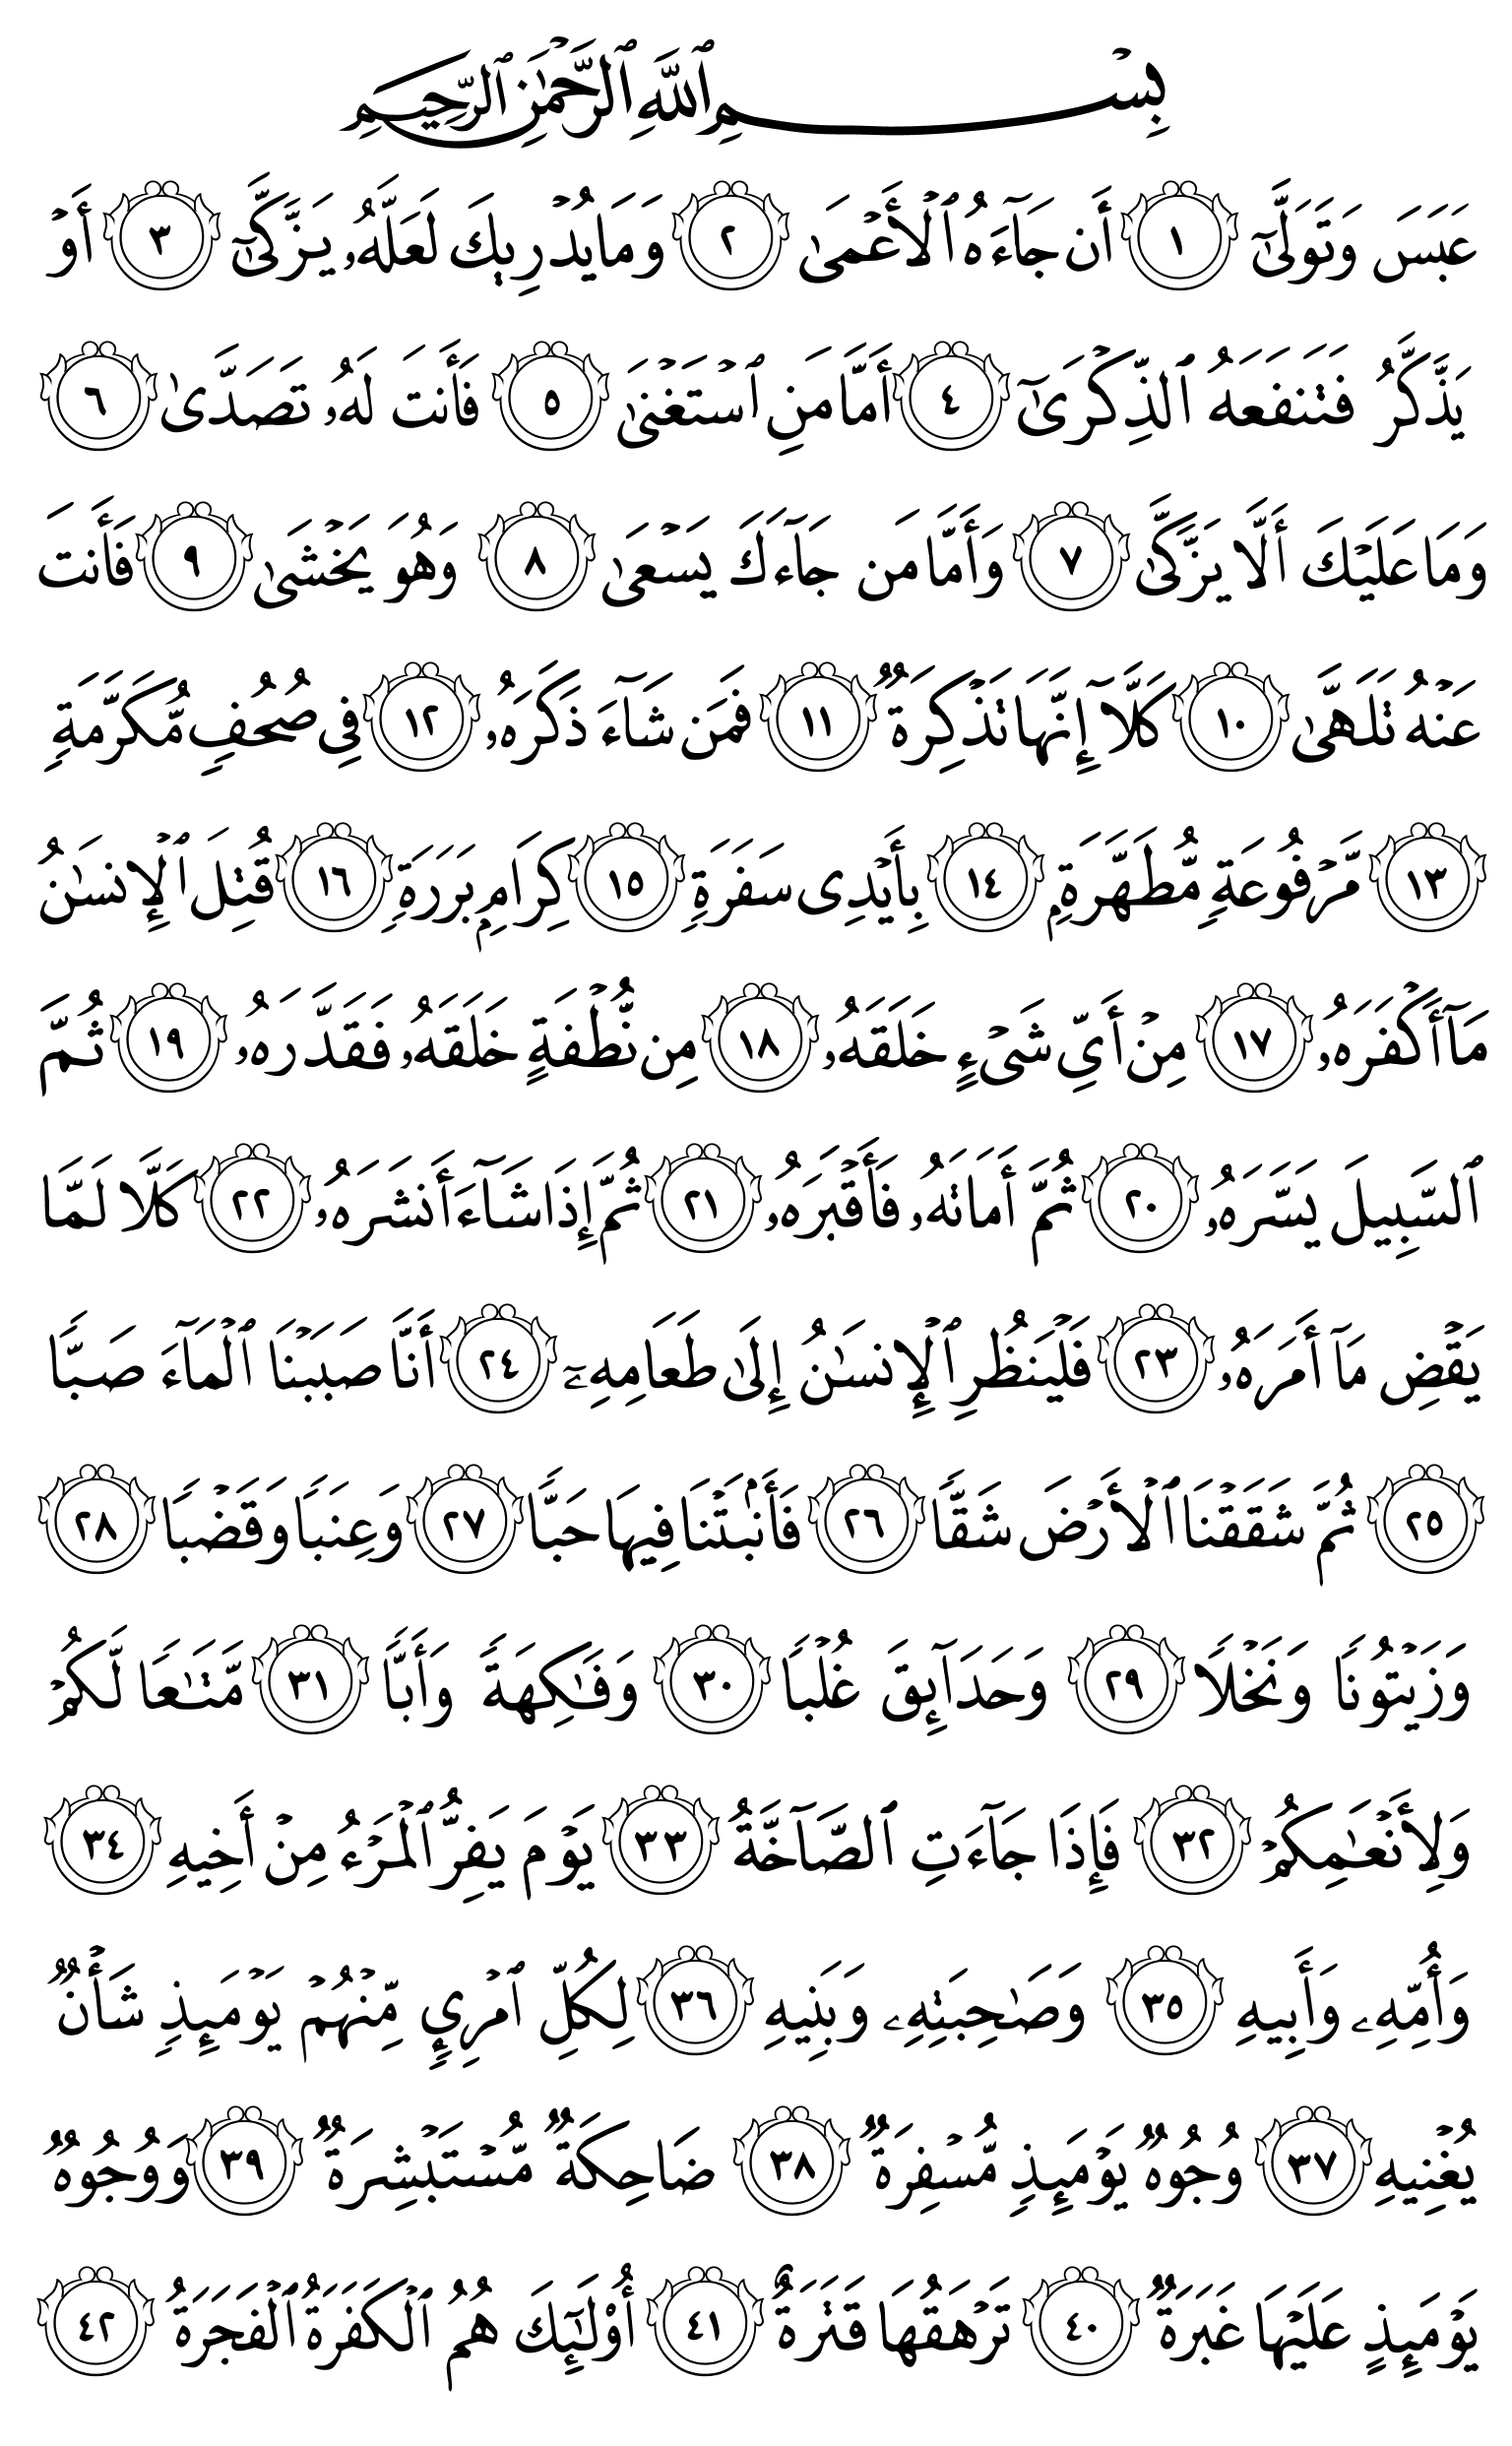 بِسْمِ ٱللَّهِ ٱلرَّحْمَٰنِ ٱلرَّحِيمِ
عَبَسَ وَتَوَلَّىٰٓ ١ أَن جَآءَهُ ٱلْأَعْمَىٰ ٢ وَمَا يُدْرِيكَ لَعَلَّهُۥ يَزَّكَّىٰٓ ٣ أَوْ
يَذَّكَّرُ فَتَنفَعَهُ ٱلذِّكْرَىٰٓ ٤ أَمَّا مَنِ ٱسْتَغْنَىٰ ٥ فَأَنتَ لَهُۥ تَصَدَّىٰ ٦
وَمَا عَلَيْكَ أَلَّا يَزَّكَّىٰ ٧ وَأَمَّا مَن جَآءَكَ يَسْعَىٰ ٨ وَهُوَ يَخْشَىٰ ٩ فَأَنتَ
عَنْهُ تَلَهَّىٰ ١٠ كَلَّآ إِنَّهَا تَذْكِرَةٌ ١١ فَمَن شَآءَ ذَكَرَهُۥ ١٢ فِى صُحُفٍ مُّكَرَّمَةٍ
١٣ مَّرْفُوعَةٍ مُّطَهَّرَةٍۭ ١٤ بِأَيْدِى سَفَرَةٍ ١٥ كِرَامٍۭ بَرَرَةٍ ١٦ قُتِلَ ٱلْإِنسَٰنُ
مَآ أَكْفَرَهُۥ ١٧ مِنْ أَىِّ شَىْءٍ خَلَقَهُۥ ١٨ مِن نُّطْفَةٍ خَلَقَهُۥ فَقَدَّرَهُۥ ١٩ ثُمَّ
ٱلسَّبِيلَ يَسَّرَهُۥ ٢٠ ثُمَّ أَمَاتَهُۥ فَأَقْبَرَهُۥ ٢١ ثُمَّ إِذَا شَآءَ أَنشَرَهُۥ ٢٢ كَلَّا لَمَّا
يَقْضِ مَآ أَمَرَهُۥ ٢٣ فَلْيَنظُرِ ٱلْإِنسَٰنُ إِلَىٰ طَعَامِهِۦٓ ٢٤ أَنَّا صَبَبْنَا ٱلْمَآءَ صَبًّا
٢٥ ثُمَّ شَقَقْنَا ٱلْأَرْضَ شَقًّا ٢٦ فَأَنۢبَتْنَا فِيهَا حَبًّا ٢٧ وَعِنَبًا وَقَضْبًا ٢٨
وَزَيْتُونًا وَنَخْلًا ٢٩ وَحَدَآئِقَ غُلْبًا ٣٠ وَفَٰكِهَةً وَأَبًّا ٣١ مَّتَٰعًا لَّكُمْ
وَلِأَنْعَٰمِكُمْ ٣٢ فَإِذَا جَآءَتِ ٱلصَّآخَّةُ ٣٣ يَوْمَ يَفِرُّ ٱلْمَرْءُ مِنْ أَخِيهِ ٣٤
وَأُمِّهِۦ وَأَبِيهِ ٣٥ وَصَٰحِبَتِهِۦ وَبَنِيهِ ٣٦ لِكُلِّ ٱمْرِئٍ مِّنْهُمْ يَوْمَئِذٍ شَأْنٌ
يُغْنِيهِ ٣٧ وُجُوهٌ يَوْمَئِذٍ مُّسْفِرَةٌ ٣٨ ضَاحِكَةٌ مُّسْتَبْشِرَةٌ ٣٩ وَوُجُوهٌ
يَوْمَئِذٍ عَلَيْهَا غَبَرَةٌ ٤٠ تَرْهَقُهَا قَتَرَةٌ ٤١ أُو۟لَٰٓئِكَ هُمُ ٱلْكَفَرَةُ ٱلْفَجَرَةُ ٤٢